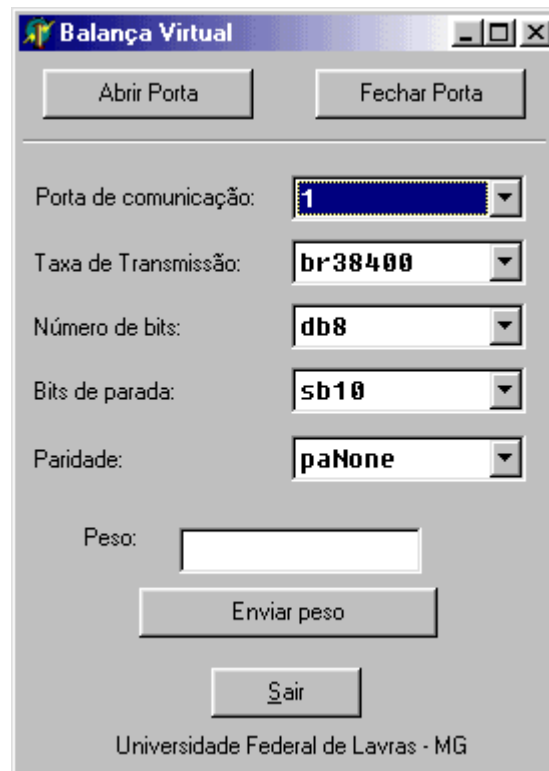 Balança Virtual
Abrir Porta Fechar Porta
Porta de comunicação: 1
Taxa de Transmissão: br38400
Número de bits: db8
Bits de parada: sb10
Paridade: paNone
Peso:
Enviar peso
Sair
Universidade Federal de Lavras - MG